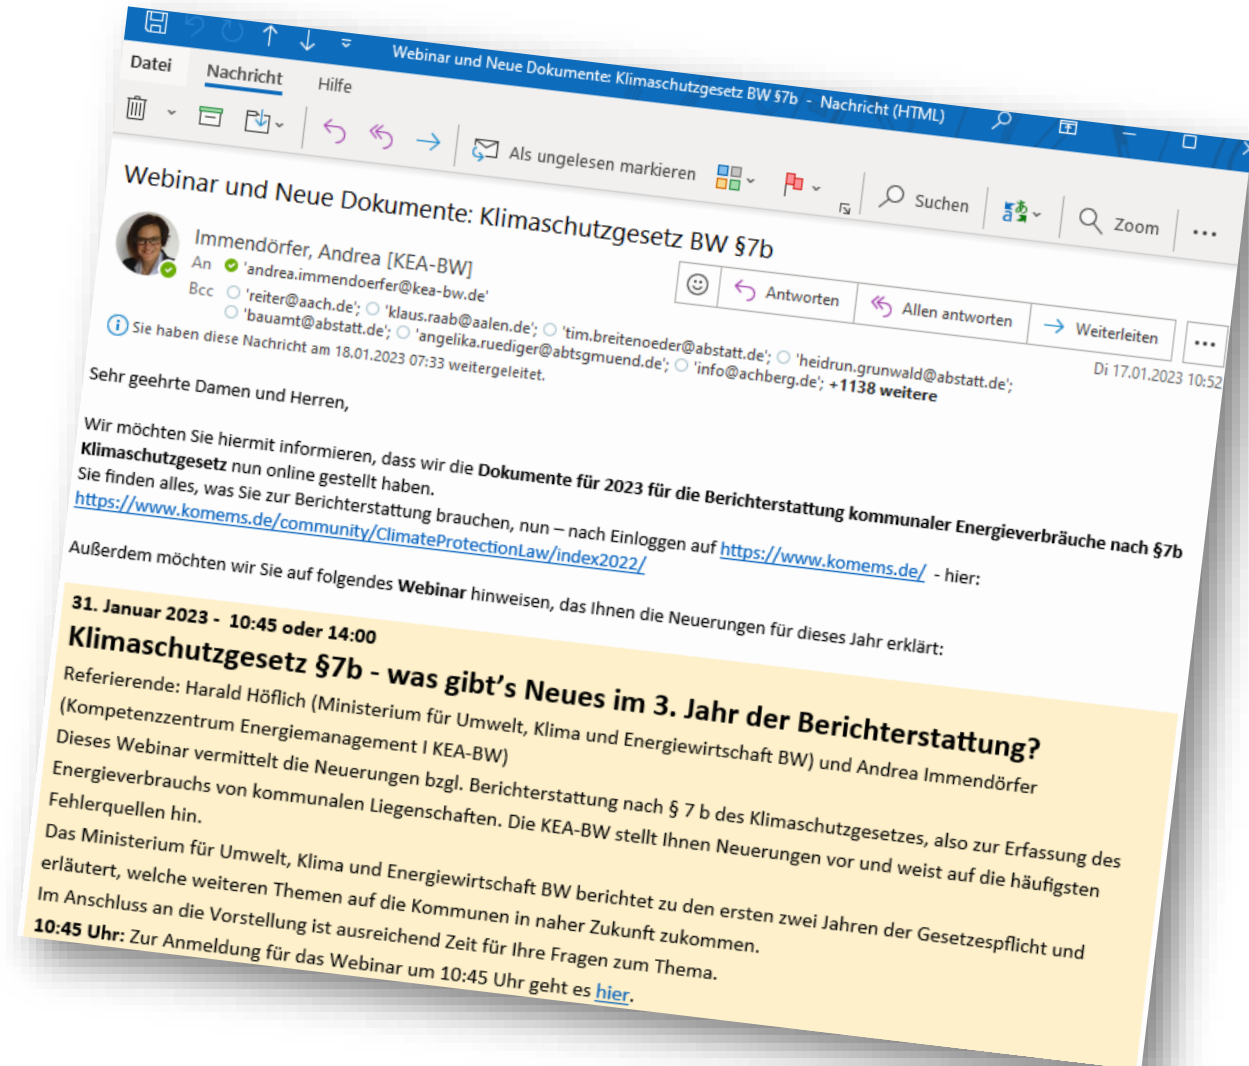 Webinar und Neue Dokumente: Klimaschutzgesetz BW §7b - Nachricht (HTML)
Datei Nachricht Hilfe
Als ungelesen markieren Suchen Zoom
Webinar und Neue Dokumente: Klimaschutzgesetz BW §7b
Immendörfer, Andrea [KEA-BW]
An 'andrea.immendoerfer@kea-bw.de'
Antworten Allen antworten Weiterleiten
Bcc 'reiter@aach.de'; 'klaus.raab@aalen.de'; 'tim.breitenoeder@abstatt.de'; 'heidrun.grunwald@abstatt.de';
'bauamt@abstatt.de'; 'angelika.ruediger@abtsgmuend.de'; 'info@achberg.de'; +1138 weitere
Di 17.01.2023 10:52
Sie haben diese Nachricht am 18.01.2023 07:33 weitergeleitet.
Sehr geehrte Damen und Herren,
Wir möchten Sie hiermit informieren, dass wir die Dokumente für 2023 für die Berichterstattung kommunaler Energieverbräuche nach §7b
Klimaschutzgesetz nun online gestellt haben.
Sie finden alles, was Sie zur Berichterstattung brauchen, nun – nach Einloggen auf https://www.komems.de/ - hier:
https://www.komems.de/community/ClimateProtectionLaw/index2022/
Außerdem möchten wir Sie auf folgendes Webinar hinweisen, das Ihnen die Neuerungen für dieses Jahr erklärt:
31. Januar 2023 - 10:45 oder 14:00
Klimaschutzgesetz §7b - was gibt's Neues im 3. Jahr der Berichterstattung?
Referierende: Harald Höflich (Ministerium für Umwelt, Klima und Energiewirtschaft BW) und Andrea Immendörfer
(Kompetenzzentrum Energiemanagement I KEA-BW)
Dieses Webinar vermittelt die Neuerungen bzgl. Berichterstattung nach § 7 b des Klimaschutzgesetzes, also zur Erfassung des
Energieverbrauchs von kommunalen Liegenschaften. Die KEA-BW stellt Ihnen Neuerungen vor und weist auf die häufigsten
Fehlerquellen hin.
Das Ministerium für Umwelt, Klima und Energiewirtschaft BW berichtet zu den ersten zwei Jahren der Gesetzespflicht und
erläutert, welche weiteren Themen auf die Kommunen in naher Zukunft zukommen.
Im Anschluss an die Vorstellung ist ausreichend Zeit für Ihre Fragen zum Thema.
10:45 Uhr: Zur Anmeldung für das Webinar um 10:45 Uhr geht es hier.